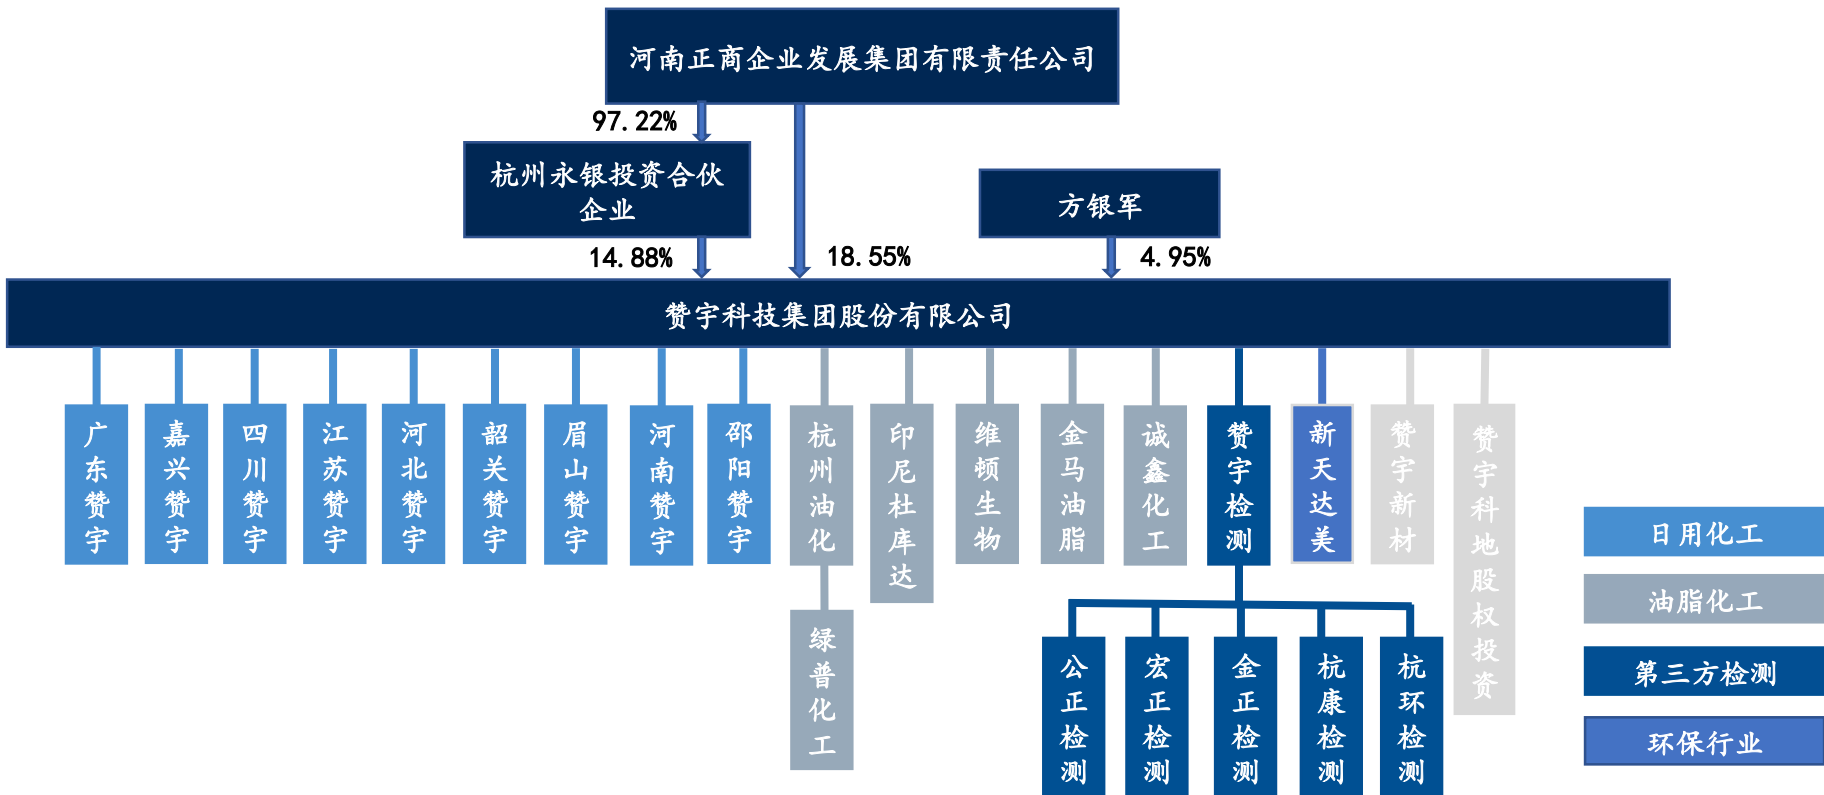 河南正商企业发展集团有限责任公司
97.22%
杭州永银投资合伙
企业
方银军
14.88%
18.55%
4.95%
赞宇科技集团股份有限公司
广东赞宇
嘉兴赞宇
四川赞宇
江苏赞宇
河北赞宇
韶关赞宇
眉山赞宇
河南赞宇
邵阳赞宇
杭州油化
印尼杜库达
维顿生物
金马油脂
诚鑫化工
赞宇检测
新天达美
赞宇新材
赞宇科地股权投资
绿普化工
公正检测
宏正检测
金正检测
杭康检测
杭环检测
日用化工
油脂化工
第三方检测
环保行业